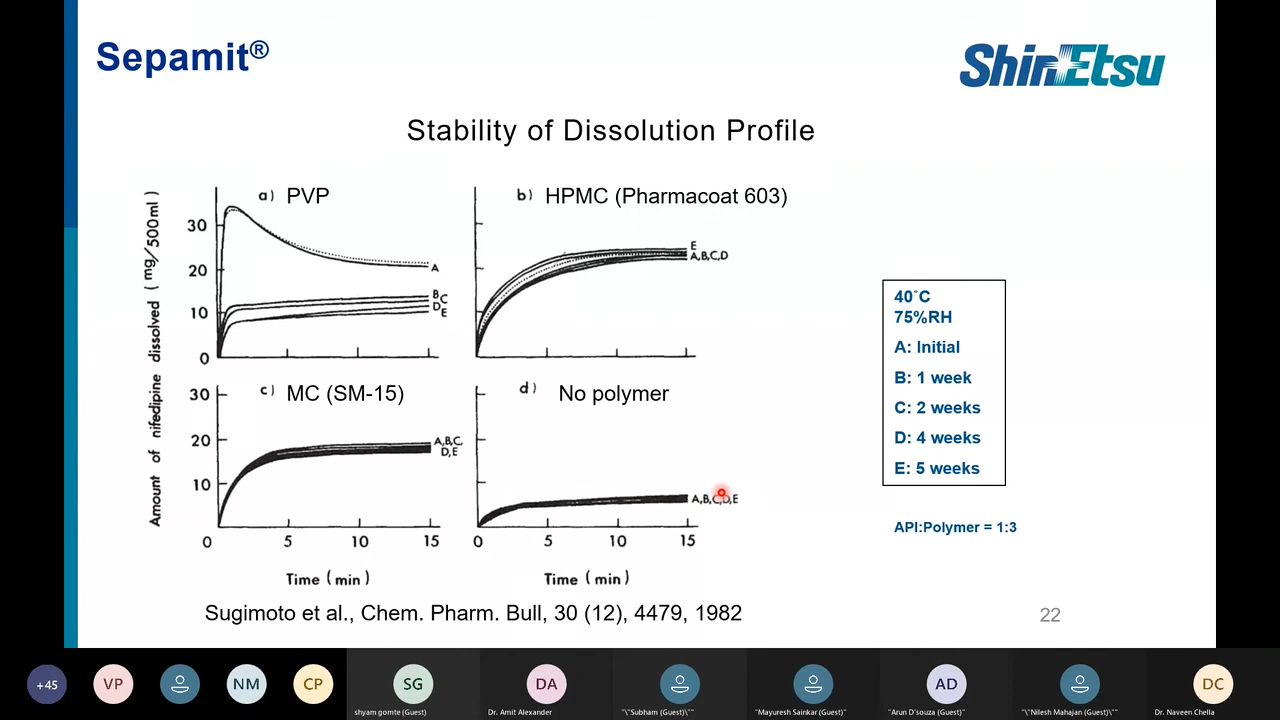 Sepamit®
ShinEtsu
Stability of Dissolution Profile
Amount of nifedipine dissolved ( mg/500ml )
a) PVP
30
20
10
0
A
B
C
D
E
b) HPMC (Pharmacoat 603)
E
A,B,C,D
c) MC (SM-15)
30
20
10
0
5
10
15
A,B,C,
D,E
Time ( min )
d) No polymer
A,B,C,D,E
0
5
10
15
Time ( min )
40˚C
75%RH
A: Initial
B: 1 week
C: 2 weeks
D: 4 weeks
E: 5 weeks
API:Polymer = 1:3
Sugimoto et al., Chem. Pharm. Bull, 30 (12), 4479, 1982
22
+45
VP
NM
CP
SG
shyam gomte (Guest)
DA
Dr. Amit Alexander
"\"Subham (Guest)\""
"Mayuresh Sainkar (Guest)"
AD
"Arun D'souza (Guest)"
"\"Nilesh Mahajan (Guest)\"
DC
Dr. Naveen Chella